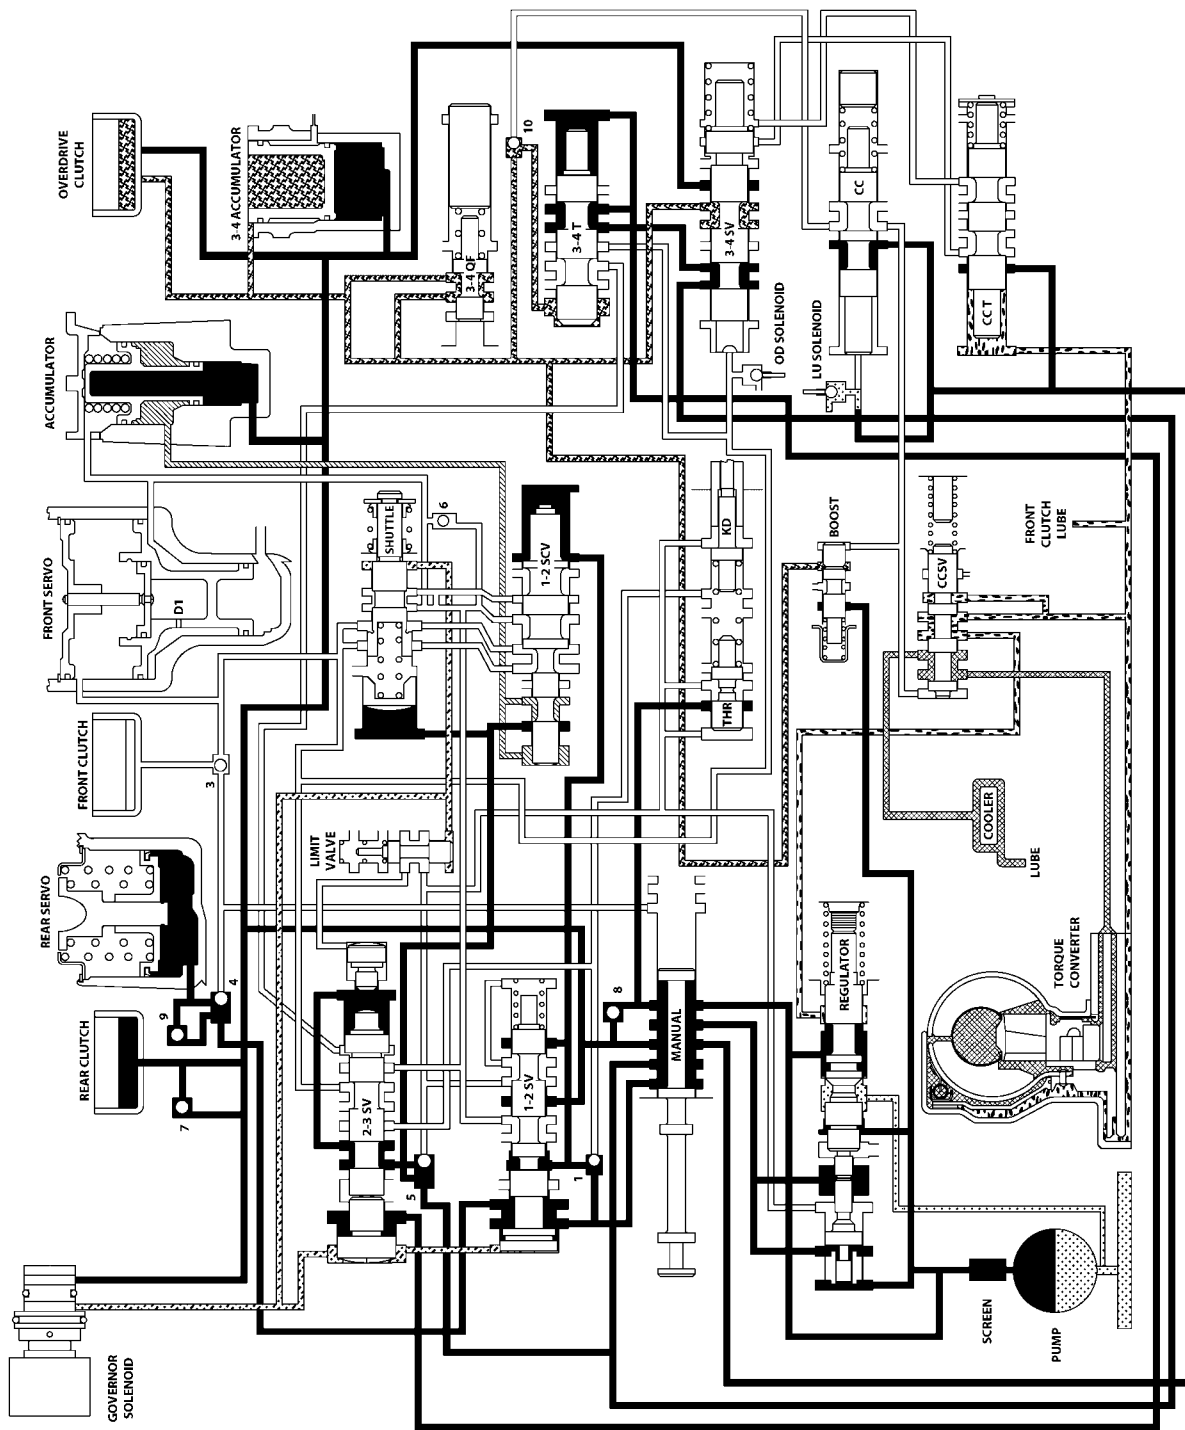 OVERDRIVE
CLUTCH
3-4 ACCUMULATOR
10
3-4 QF
3-4 T
3-4 SV
CC
CC T
OD SOLENOID
LU SOLENOID
ACCUMULATOR
FRONT SERVO
D1
SHUTTLE
6
1-2 SCV
KD
THR
BOOST
CCSV
FRONT
CLUTCH
LUBE
FRONT CLUTCH
3
LIMIT
VALVE
COOLER
LUBE
REAR SERVO
4
9
REAR CLUTCH
7
2-3 SV
5
1-2 SV
1
8
MANUAL
REGULATOR
TORQUE
CONVERTER
GOVERNOR
SOLENOID
SCREEN
PUMP